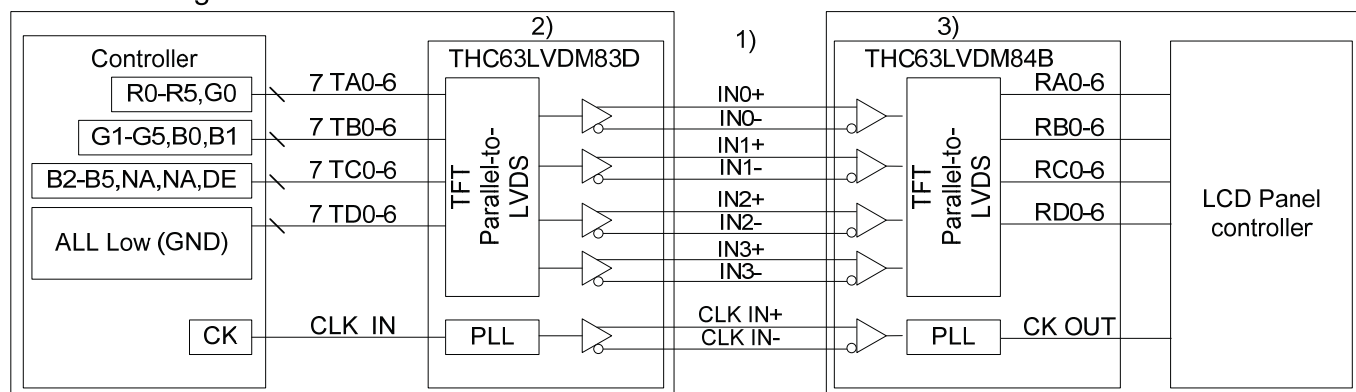 2)
1)
3)
Controller
THC63LVDM83D
THC63LVDM84B
R0-R5,G0
7 TA0-6
IN0+
IN0-
RA0-6
G1-G5,B0,B1
7 TB0-6
IN1+
IN1-
RB0-6
B2-B5,NA,NA,DE
7 TC0-6
IN2+
IN2-
RC0-6
ALL Low (GND)
7 TD0-6
IN3+
IN3-
RD0-6
TFT
Parallel-to-
LVDS
TFT
Parallel-to-
LVDS
LCD Panel
controller
CK
CLK IN
PLL
CLK IN+
CLK IN-
PLL
CK OUT